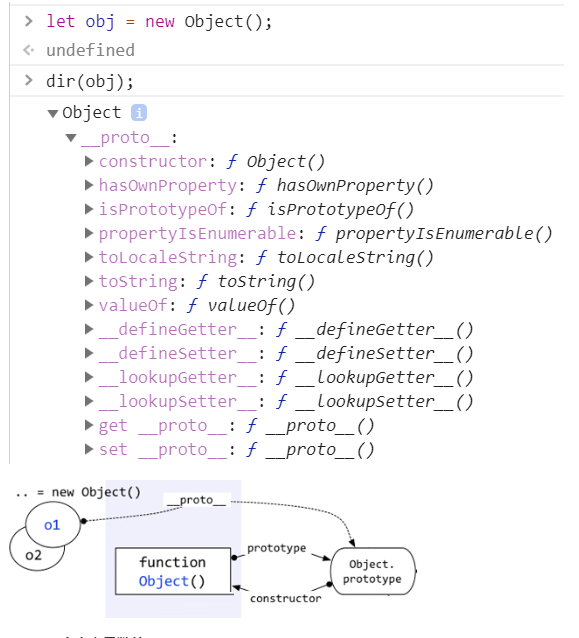 > let obj = new Object();
<· undefined
> dir(obj);
▼Object i
▼__proto__:
▶constructor: ƒ Object()
▶hasOwnProperty: ƒ hasOwnProperty()
▶isPrototypeOf: ƒ isPrototypeOf()
▶propertyIsEnumerable: ƒ propertyIsEnumerable()
▶toLocaleString: ƒ toLocaleString()
▶toString: ƒ toString()
▶valueOf: ƒ valueOf()
▶__defineGetter__: ƒ __defineGetter__()
▶__defineSetter__: ƒ __defineSetter__()
▶__lookupGetter__: ƒ __lookupGetter__()
▶__lookupSetter__: ƒ __lookupSetter__()
▶get __proto__: ƒ __proto__()
▶set __proto__: ƒ __proto__()
.. = new Object()
__proto__
o1
o2
function
Object()
prototype
constructor
Object.
prototype